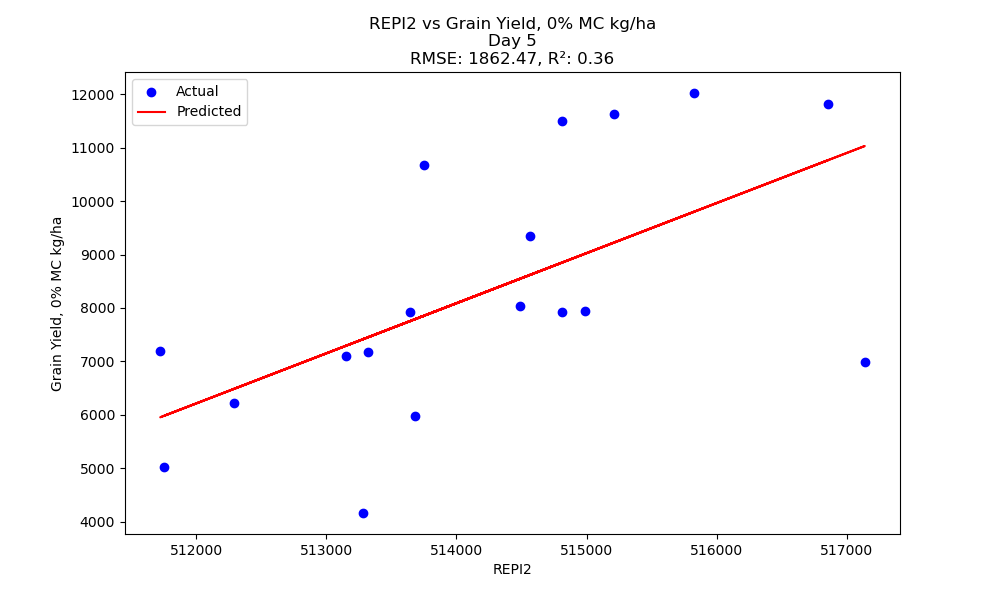 REPI2 vs Grain Yield, 0% MC kg/ha
Day 5
RMSE: 1862.47, R²: 0.36
Actual
Predicted
12000
11000
10000
9000
8000
7000
6000
5000
4000
Grain Yield, 0% MC kg/ha
512000
513000
514000
515000
516000
517000
REPI2